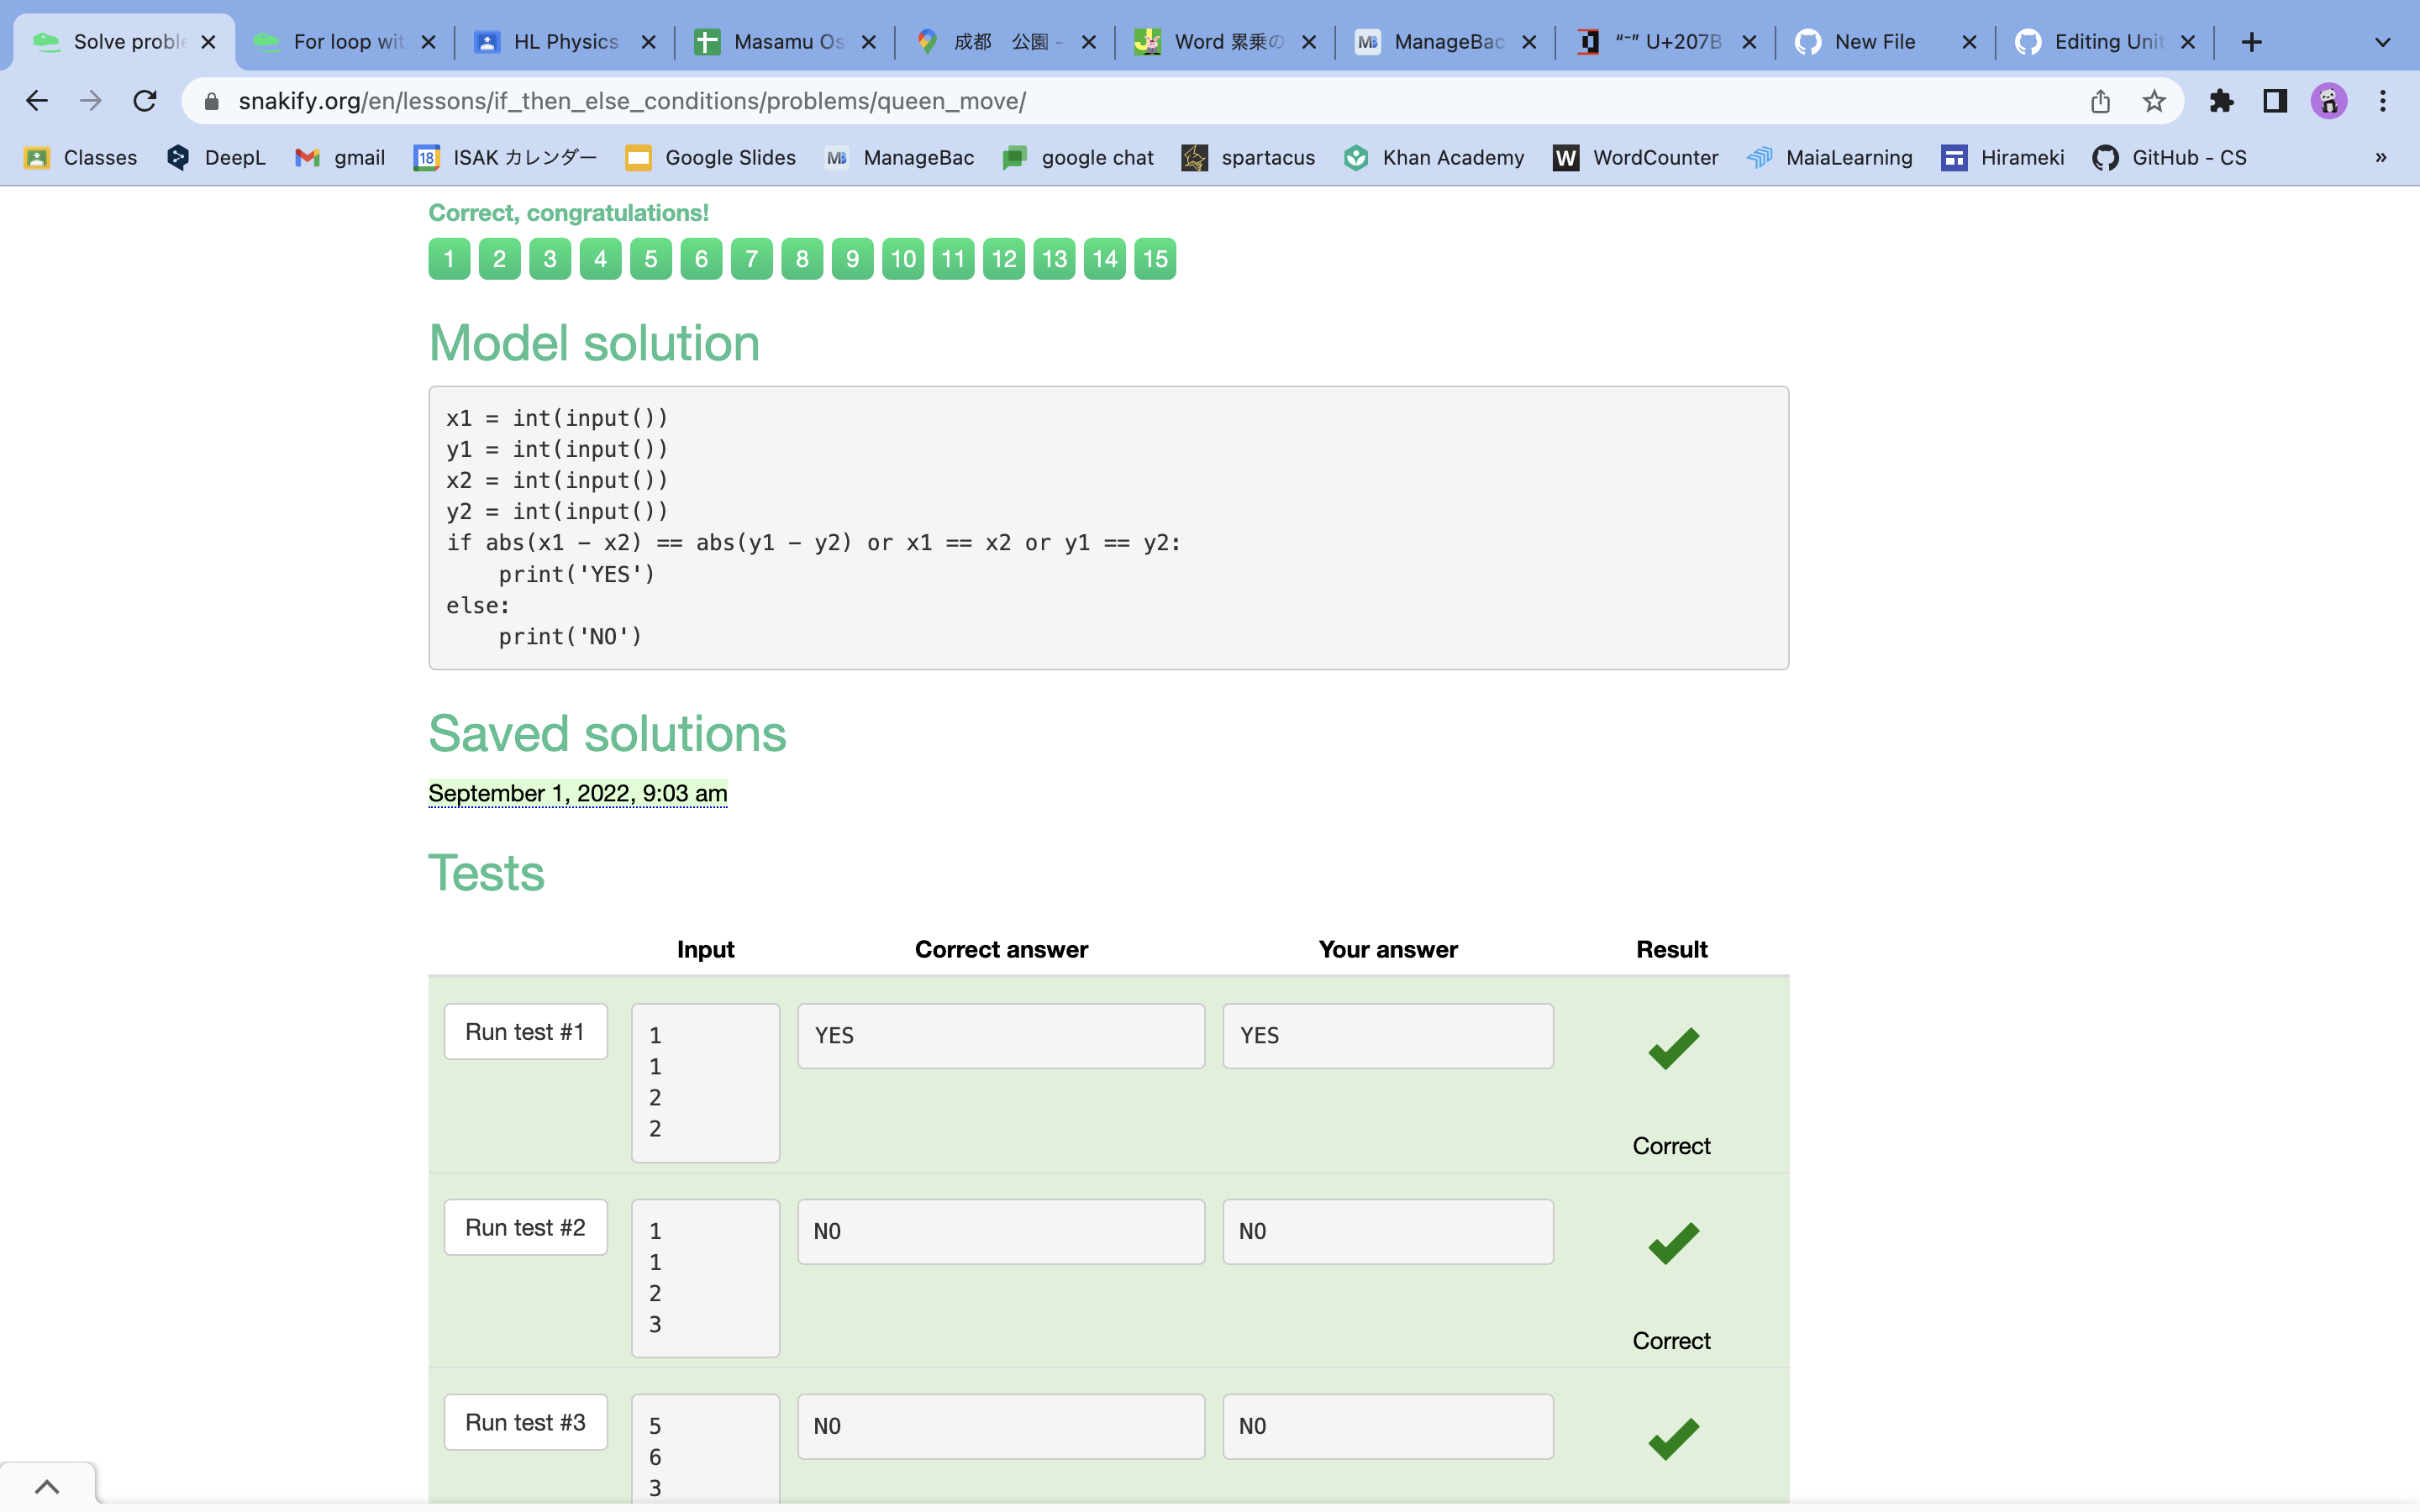 Solve proble
For loop wit
HL Physics
Masamu Os
成都　公園 -
Word 累乗の
ManageBac
“⁻” U+207B
New File
Editing Unit
snakify.org/en/lessons/if_then_else_conditions/problems/queen_move/
Classes
DeepL
gmail
18
ISAK カレンダー
Google Slides
MB
ManageBac
google chat
spartacus
Khan Academy
W
WordCounter
MaiaLearning
Hirameki
GitHub - CS
»
Correct, congratulations!
1 2 3 4 5 6 7 8 9 10 11 12 13 14 15
Model solution
x1 = int(input())
y1 = int(input())
x2 = int(input())
y2 = int(input())
if abs(x1 - x2) == abs(y1 - y2) or x1 == x2 or y1 == y2:
    print('YES')
else:
    print('NO')
Saved solutions
September 1, 2022, 9:03 am
Tests
Input Correct answer Your answer Result
Run test #1
1
1
2
2
YES
YES
Correct
Run test #2
1
1
2
3
NO
NO
Correct
Run test #3
5
6
3
NO
NO